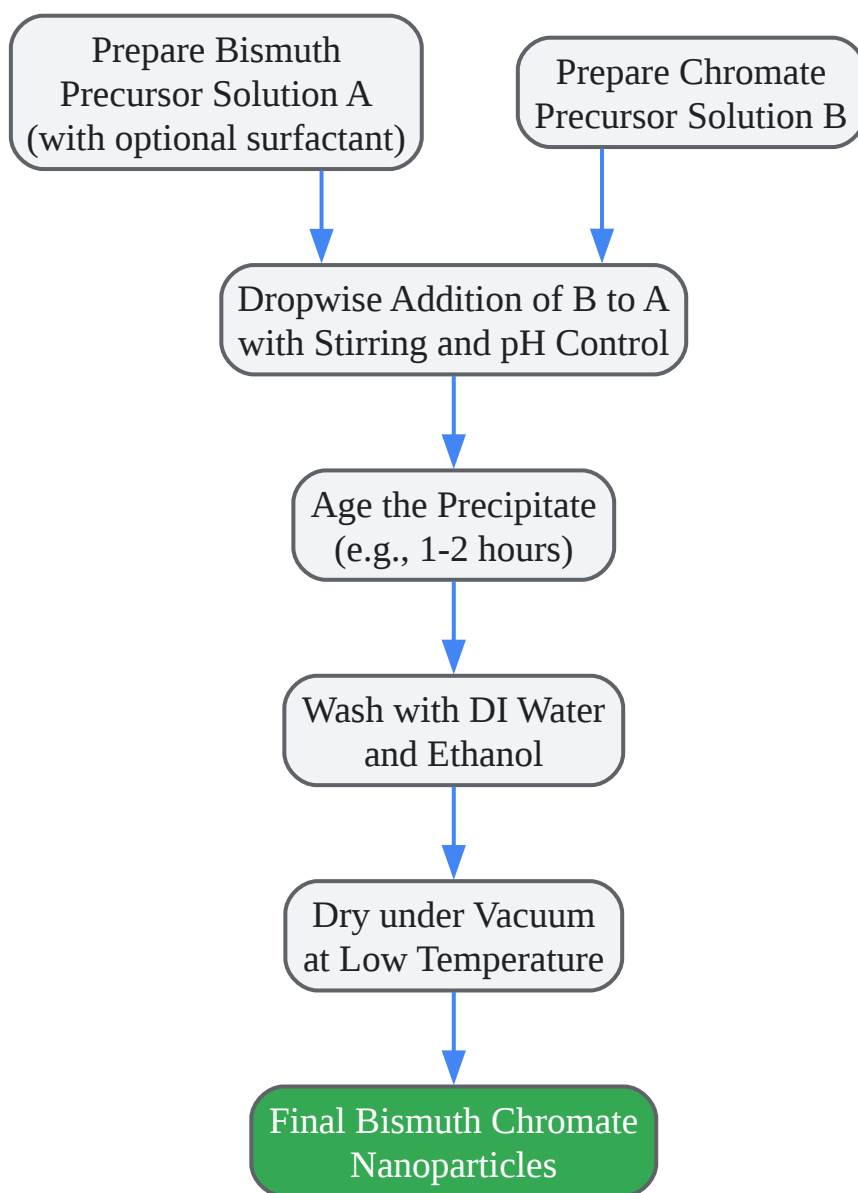 Prepare Bismuth
Precursor Solution A
(with optional surfactant)
Prepare Chromate
Precursor Solution B
Dropwise Addition of B to A
with Stirring and pH Control
Age the Precipitate
(e.g., 1-2 hours)
Wash with DI Water
and Ethanol
Dry under Vacuum
at Low Temperature
Final Bismuth Chromate
Nanoparticles